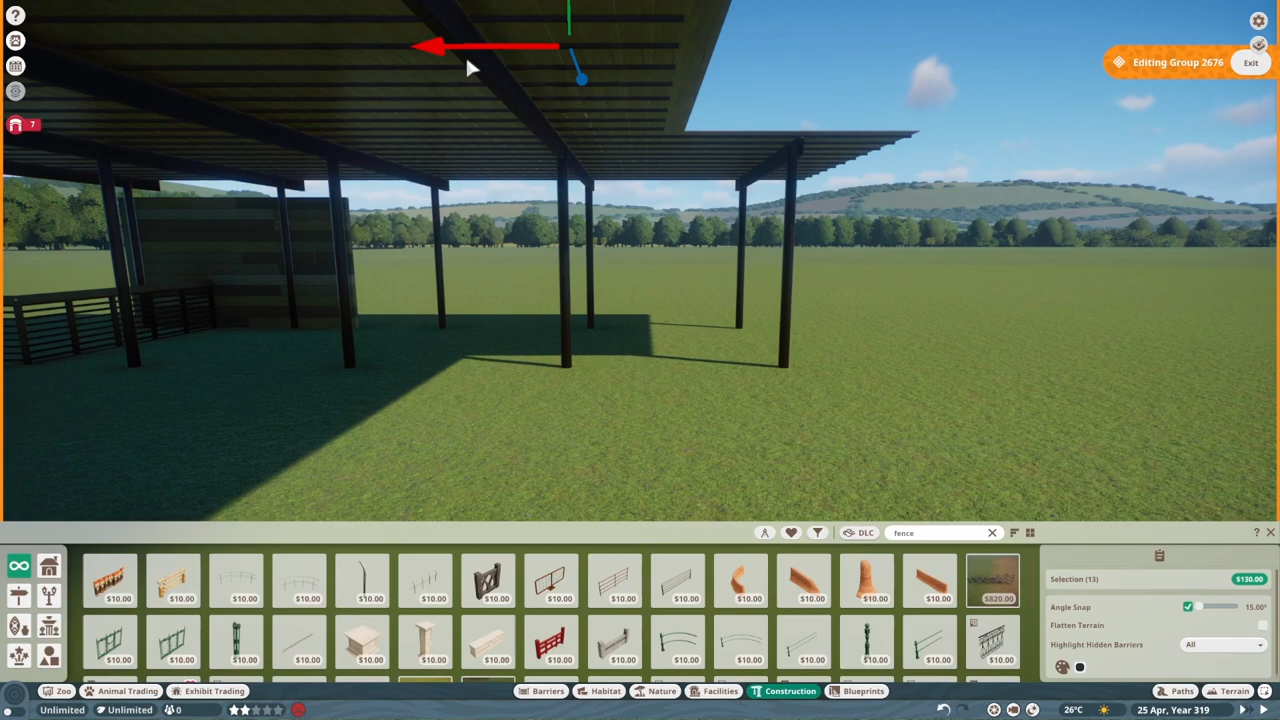 ?
7
Editing Group 2676
Exit
DLC
fence
?
$10.00 $10.00 $10.00 $10.00 $10.00 $10.00 $10.00 $10.00 $10.00 $10.00 $10.00 $10.00 $10.00 $10.00 $820.00
$10.00 $10.00 $10.00 $10.00 $10.00 $10.00 $10.00 $10.00 $10.00 $10.00 $10.00 $10.00 $10.00 $10.00 $10.00
Selection (13) $130.00
Angle Snap 15.00°
Flatten Terrain
Highlight Hidden Barriers All
Zoo Animal Trading Exhibit Trading Barriers Habitat Nature Facilities Construction Blueprints Paths Terrain
Unlimited Unlimited 0 26°C 25 Apr, Year 319